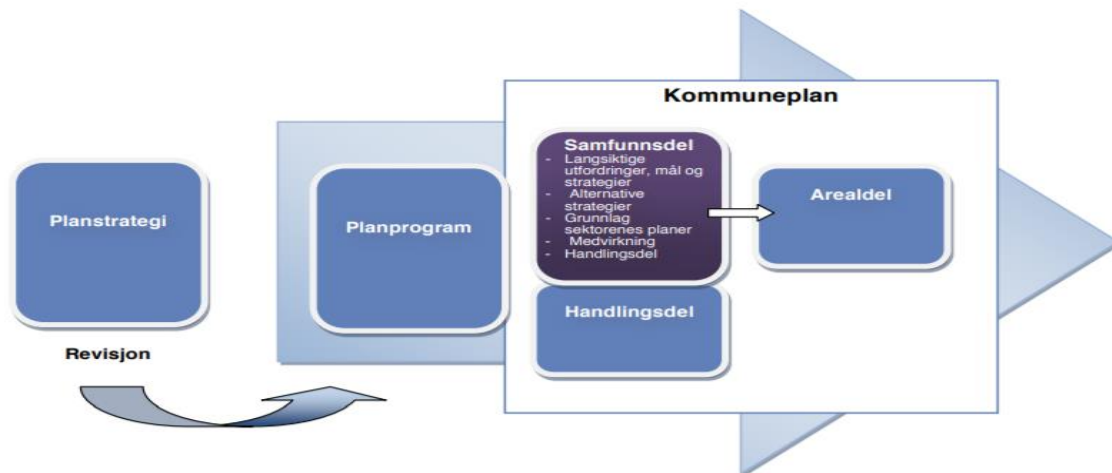 Kommuneplan
Planstrategi
Revisjon
Planprogram
Samfunnsdel
- Langsiktige
utfordringer, mål og
strategier
- Alternative
strategier
- Grunnlag
sektorenes planer
- Medvirkning
- Handlingsdel
Handlingsdel
Arealdel